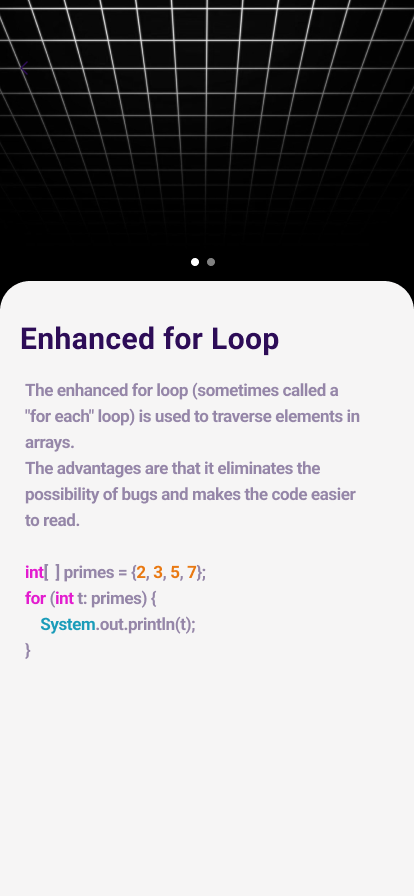 Enhanced for Loop
The enhanced for loop (sometimes called a
"for each" loop) is used to traverse elements in
arrays.
The advantages are that it eliminates the
possibility of bugs and makes the code easier
to read.
int[ ] primes = {2, 3, 5, 7};
for (int t: primes) {
System.out.println(t);
}